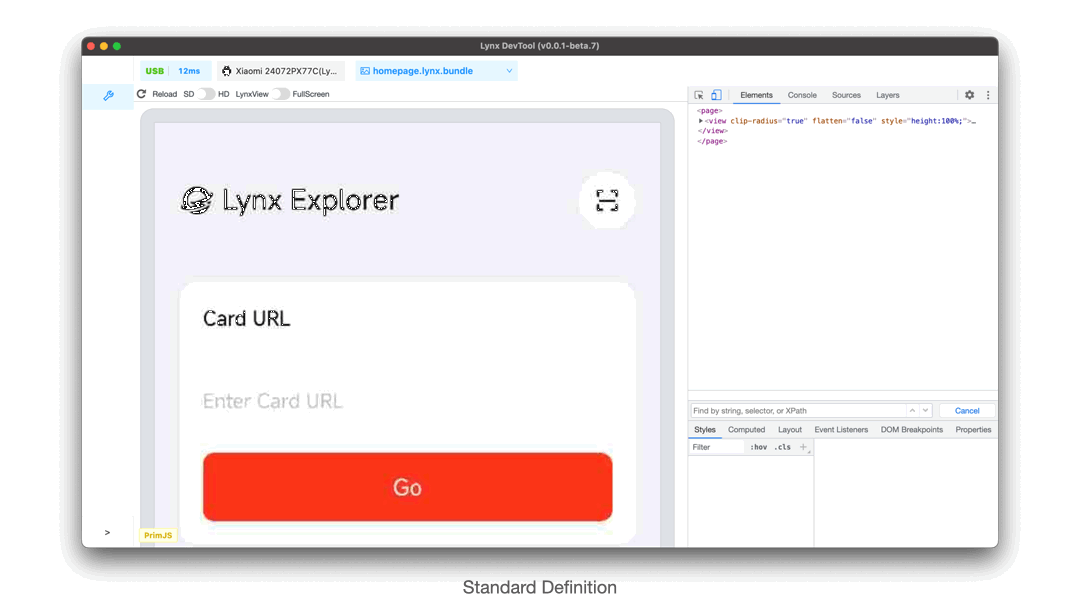 Lynx DevTool (v0.0.1-beta.7)
USB 12ms Xiaomi 24072PX77C(Ly... homepage.lynx.bundle
Reload SD HD LynxView FullScreen
Elements Console Sources Layers
<page>
<view clip-radius="true" flatten="false" style="height:100%;">…
</view>
</page>
Lynx Explorer
Card URL
Enter Card URL
Go
Find by string, selector, or XPath Cancel
Styles Computed Layout Event Listeners DOM Breakpoints Properties
Filter :hov .cls +
>
PrimJS
Standard Definition